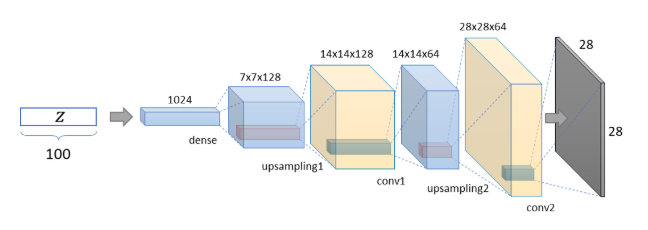 28x28x64
14x14x128
14x14x64
28
7x7x128
1024
z
28
dense
100
upsampling1
conv1
upsampling2
conv2